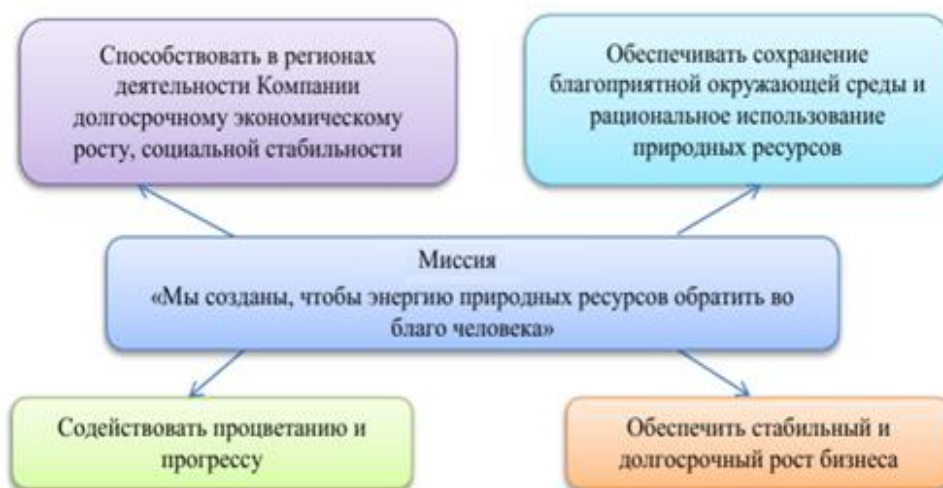 Способствовать в регионах
деятельности Компании
долгосрочному экономическому
росту, социальной стабильности
Обеспечивать сохранение
благоприятной окружающей среды и
рациональное использование
природных ресурсов
Миссия
«Мы созданы, чтобы энергию природных ресурсов обратить во
благо человека»
Содействовать процветанию и
прогрессу
Обеспечить стабильный и
долгосрочный рост бизнеса